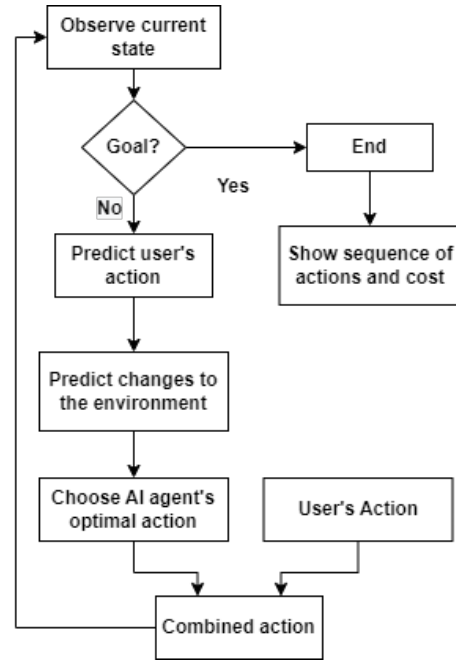 Observe current
state
Goal?
End
Yes
No
Predict user's
action
Show sequence of
actions and cost
Predict changes to
the environment
Choose AI agent's
optimal action
User's Action
Combined action